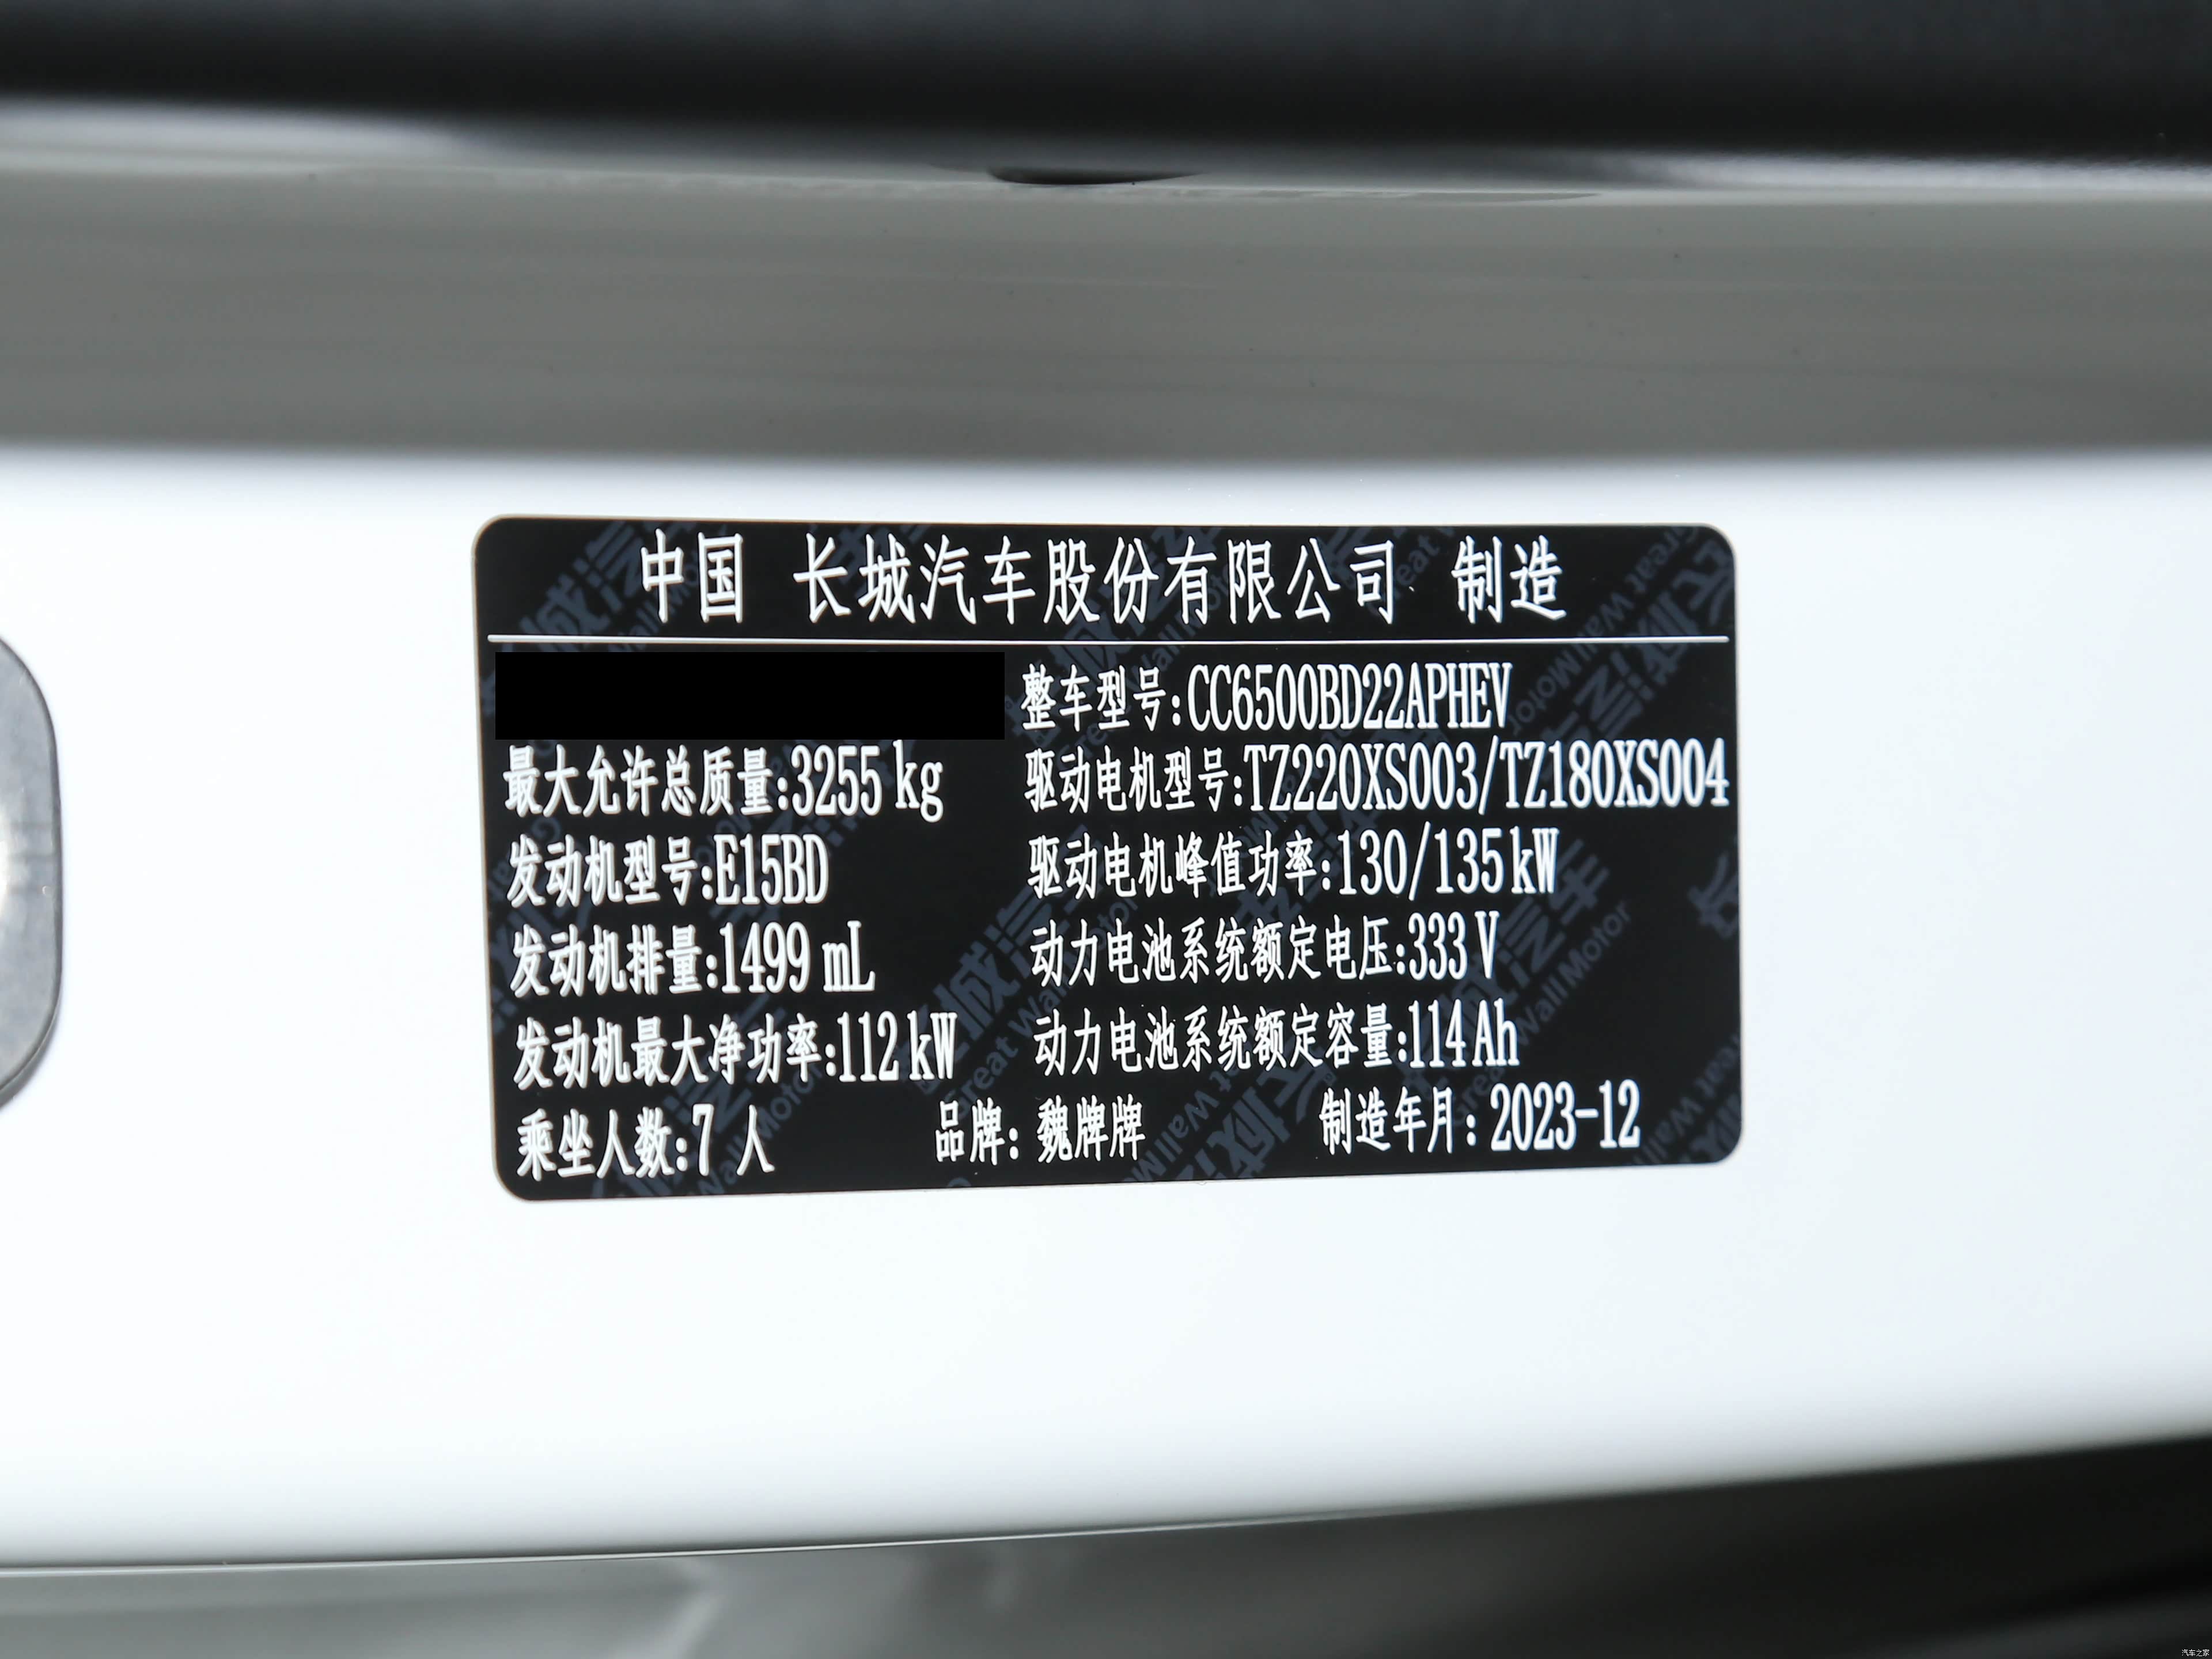 中国 长城汽车股份有限公司 制造
整车型号:CC6500BD22APHEV
最大允许总质量:3255 kg 驱动电机型号:TZ220XS003/TZ180XS004
发动机型号:E15BD 驱动电机峰值功率:130/135 kW
发动机排量:1499 mL 动力电池系统额定电压:333 V
发动机最大净功率:112 kW 动力电池系统额定容量:114 Ah
乘坐人数:7 人 品牌: 魏牌牌 制造年月: 2023-12
汽车之家